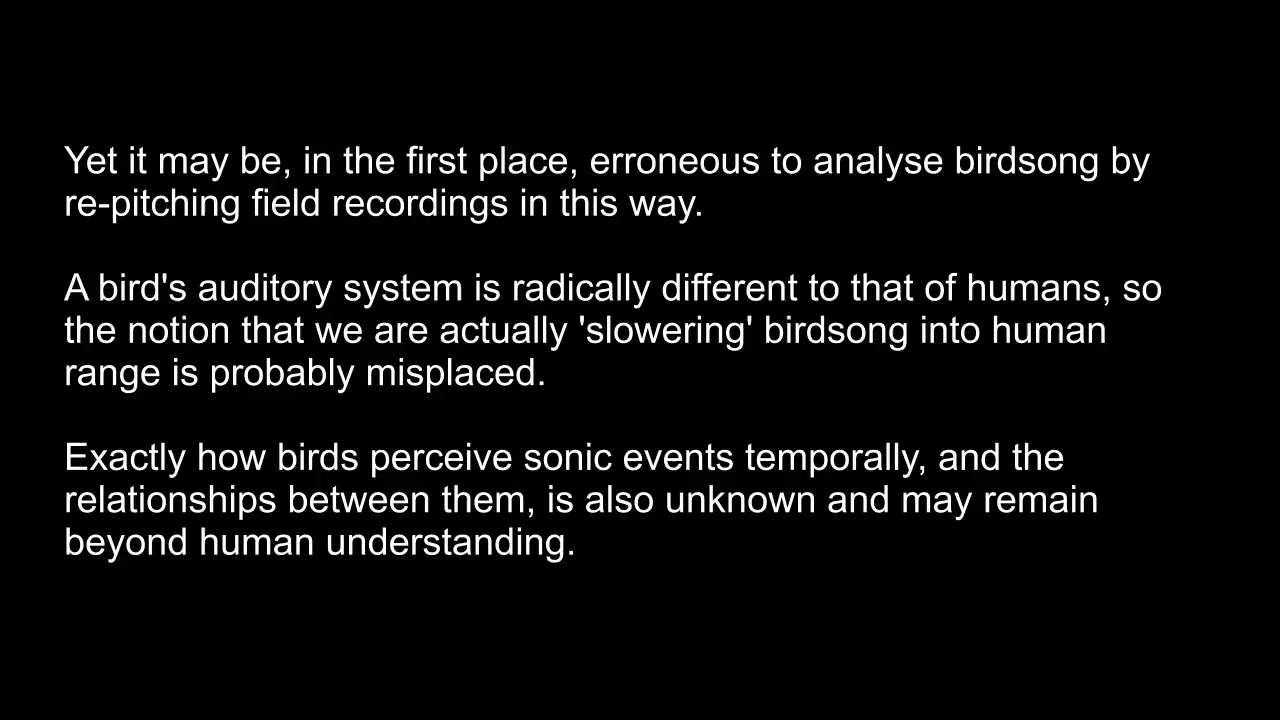 Yet it may be, in the first place, erroneous to analyse birdsong by
re-pitching field recordings in this way.
A bird's auditory system is radically different to that of humans, so
the notion that we are actually 'slowering' birdsong into human
range is probably misplaced.
Exactly how birds perceive sonic events temporally, and the
relationships between them, is also unknown and may remain
beyond human understanding.